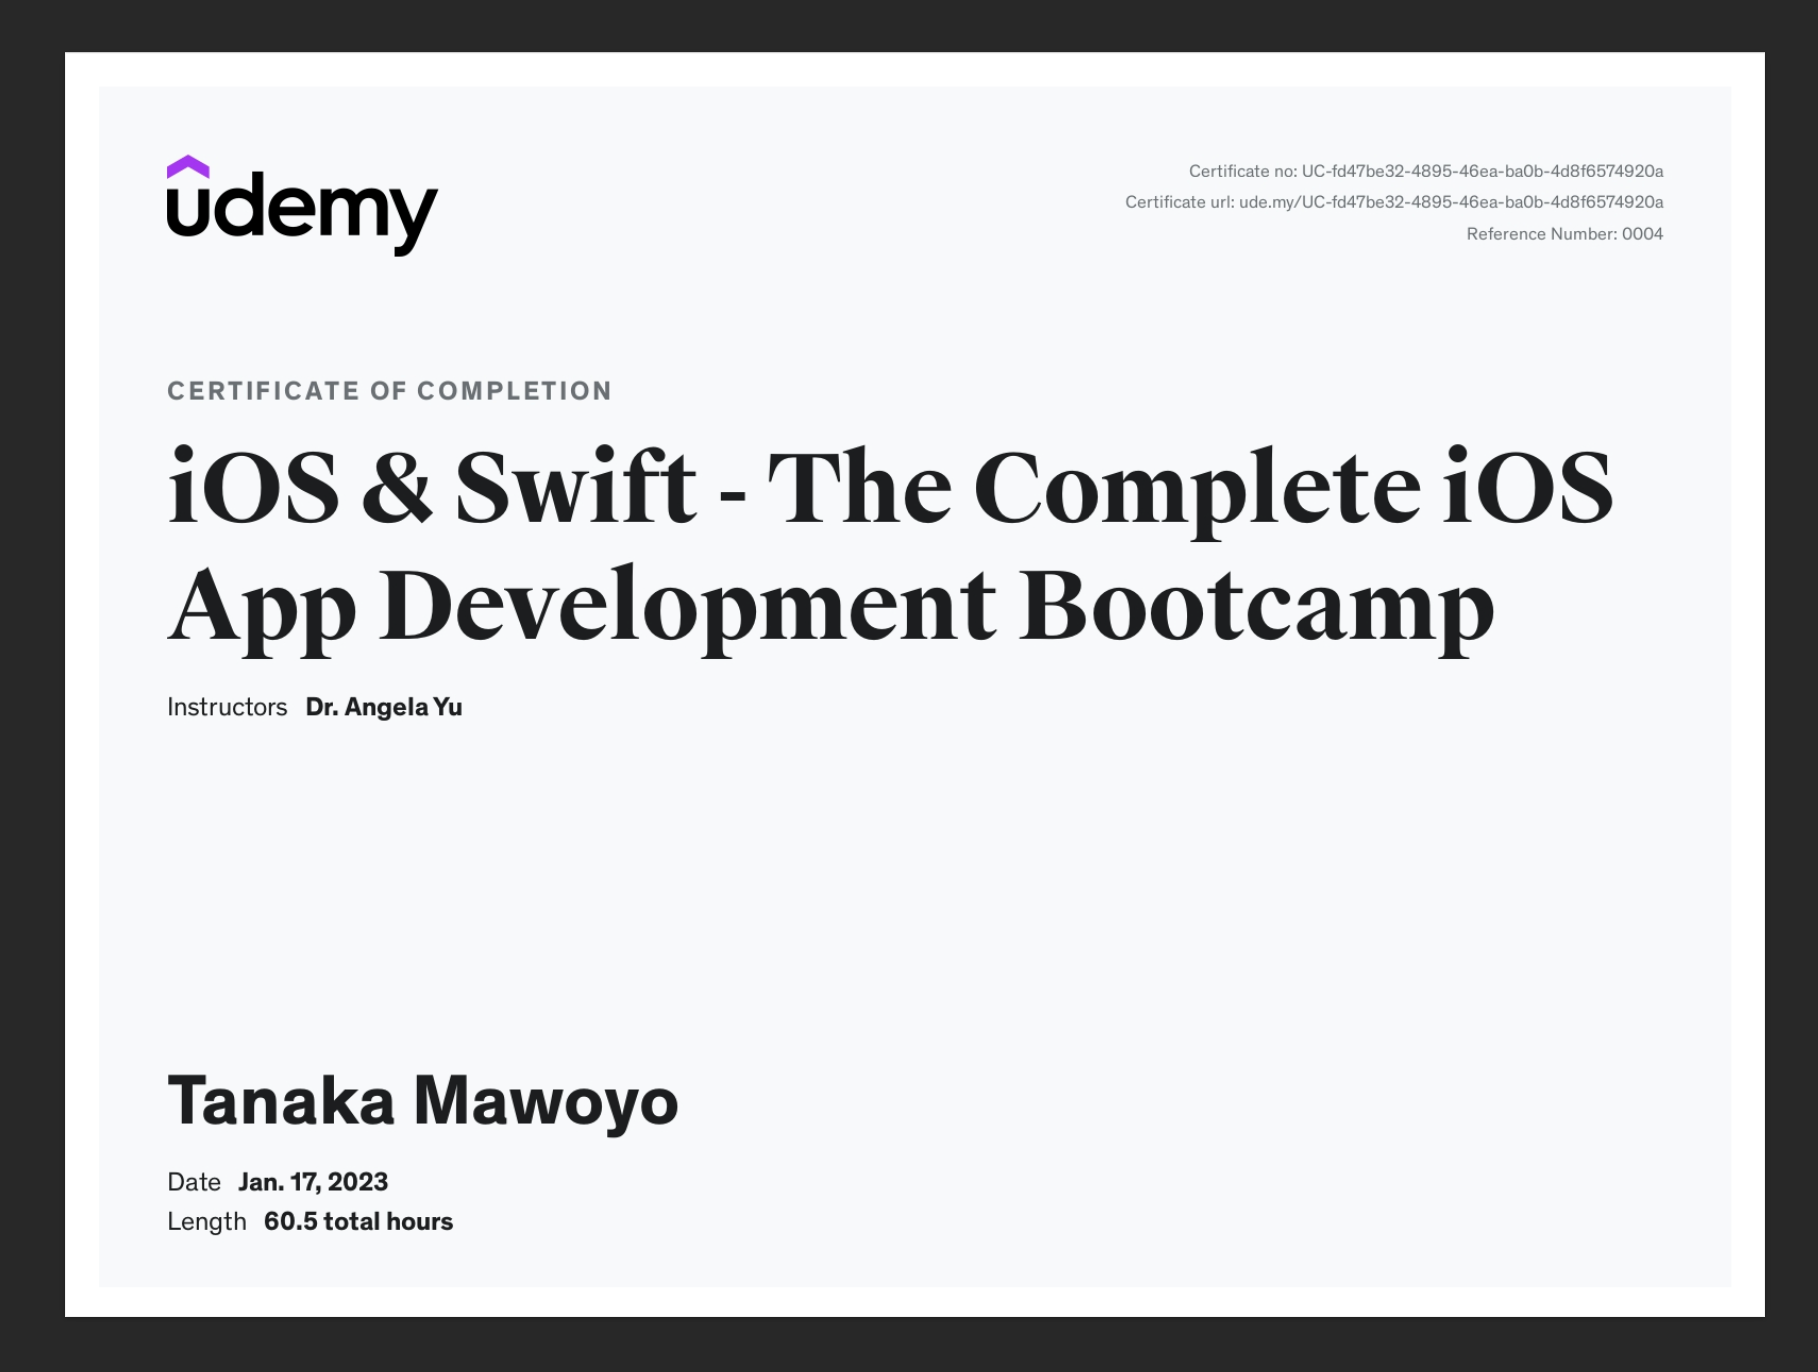 udemy
Certificate no: UC-fd47be32-4895-46ea-ba0b-4d8f6574920a
Certificate url: ude.my/UC-fd47be32-4895-46ea-ba0b-4d8f6574920a
Reference Number: 0004
CERTIFICATE OF COMPLETION
iOS & Swift - The Complete iOS
App Development Bootcamp
Instructors Dr. Angela Yu
Tanaka Mawoyo
Date Jan. 17, 2023
Length 60.5 total hours